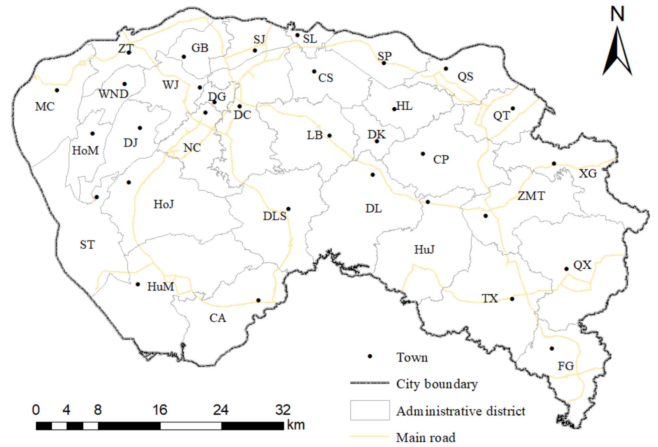 N
SJ
SL
ZT
GB
SP
QS
CS
WJ
WND
DG
MC
HL
DC
QT
LB
DK
HoM
DJ
NC
CP
XG
ZMT
HoJ
DL
DLS
ST
HuJ
QX
HuM
TX
CA
Town
FG
City boundary
0 4 8 16 24 32
km
Administrative district
Main road